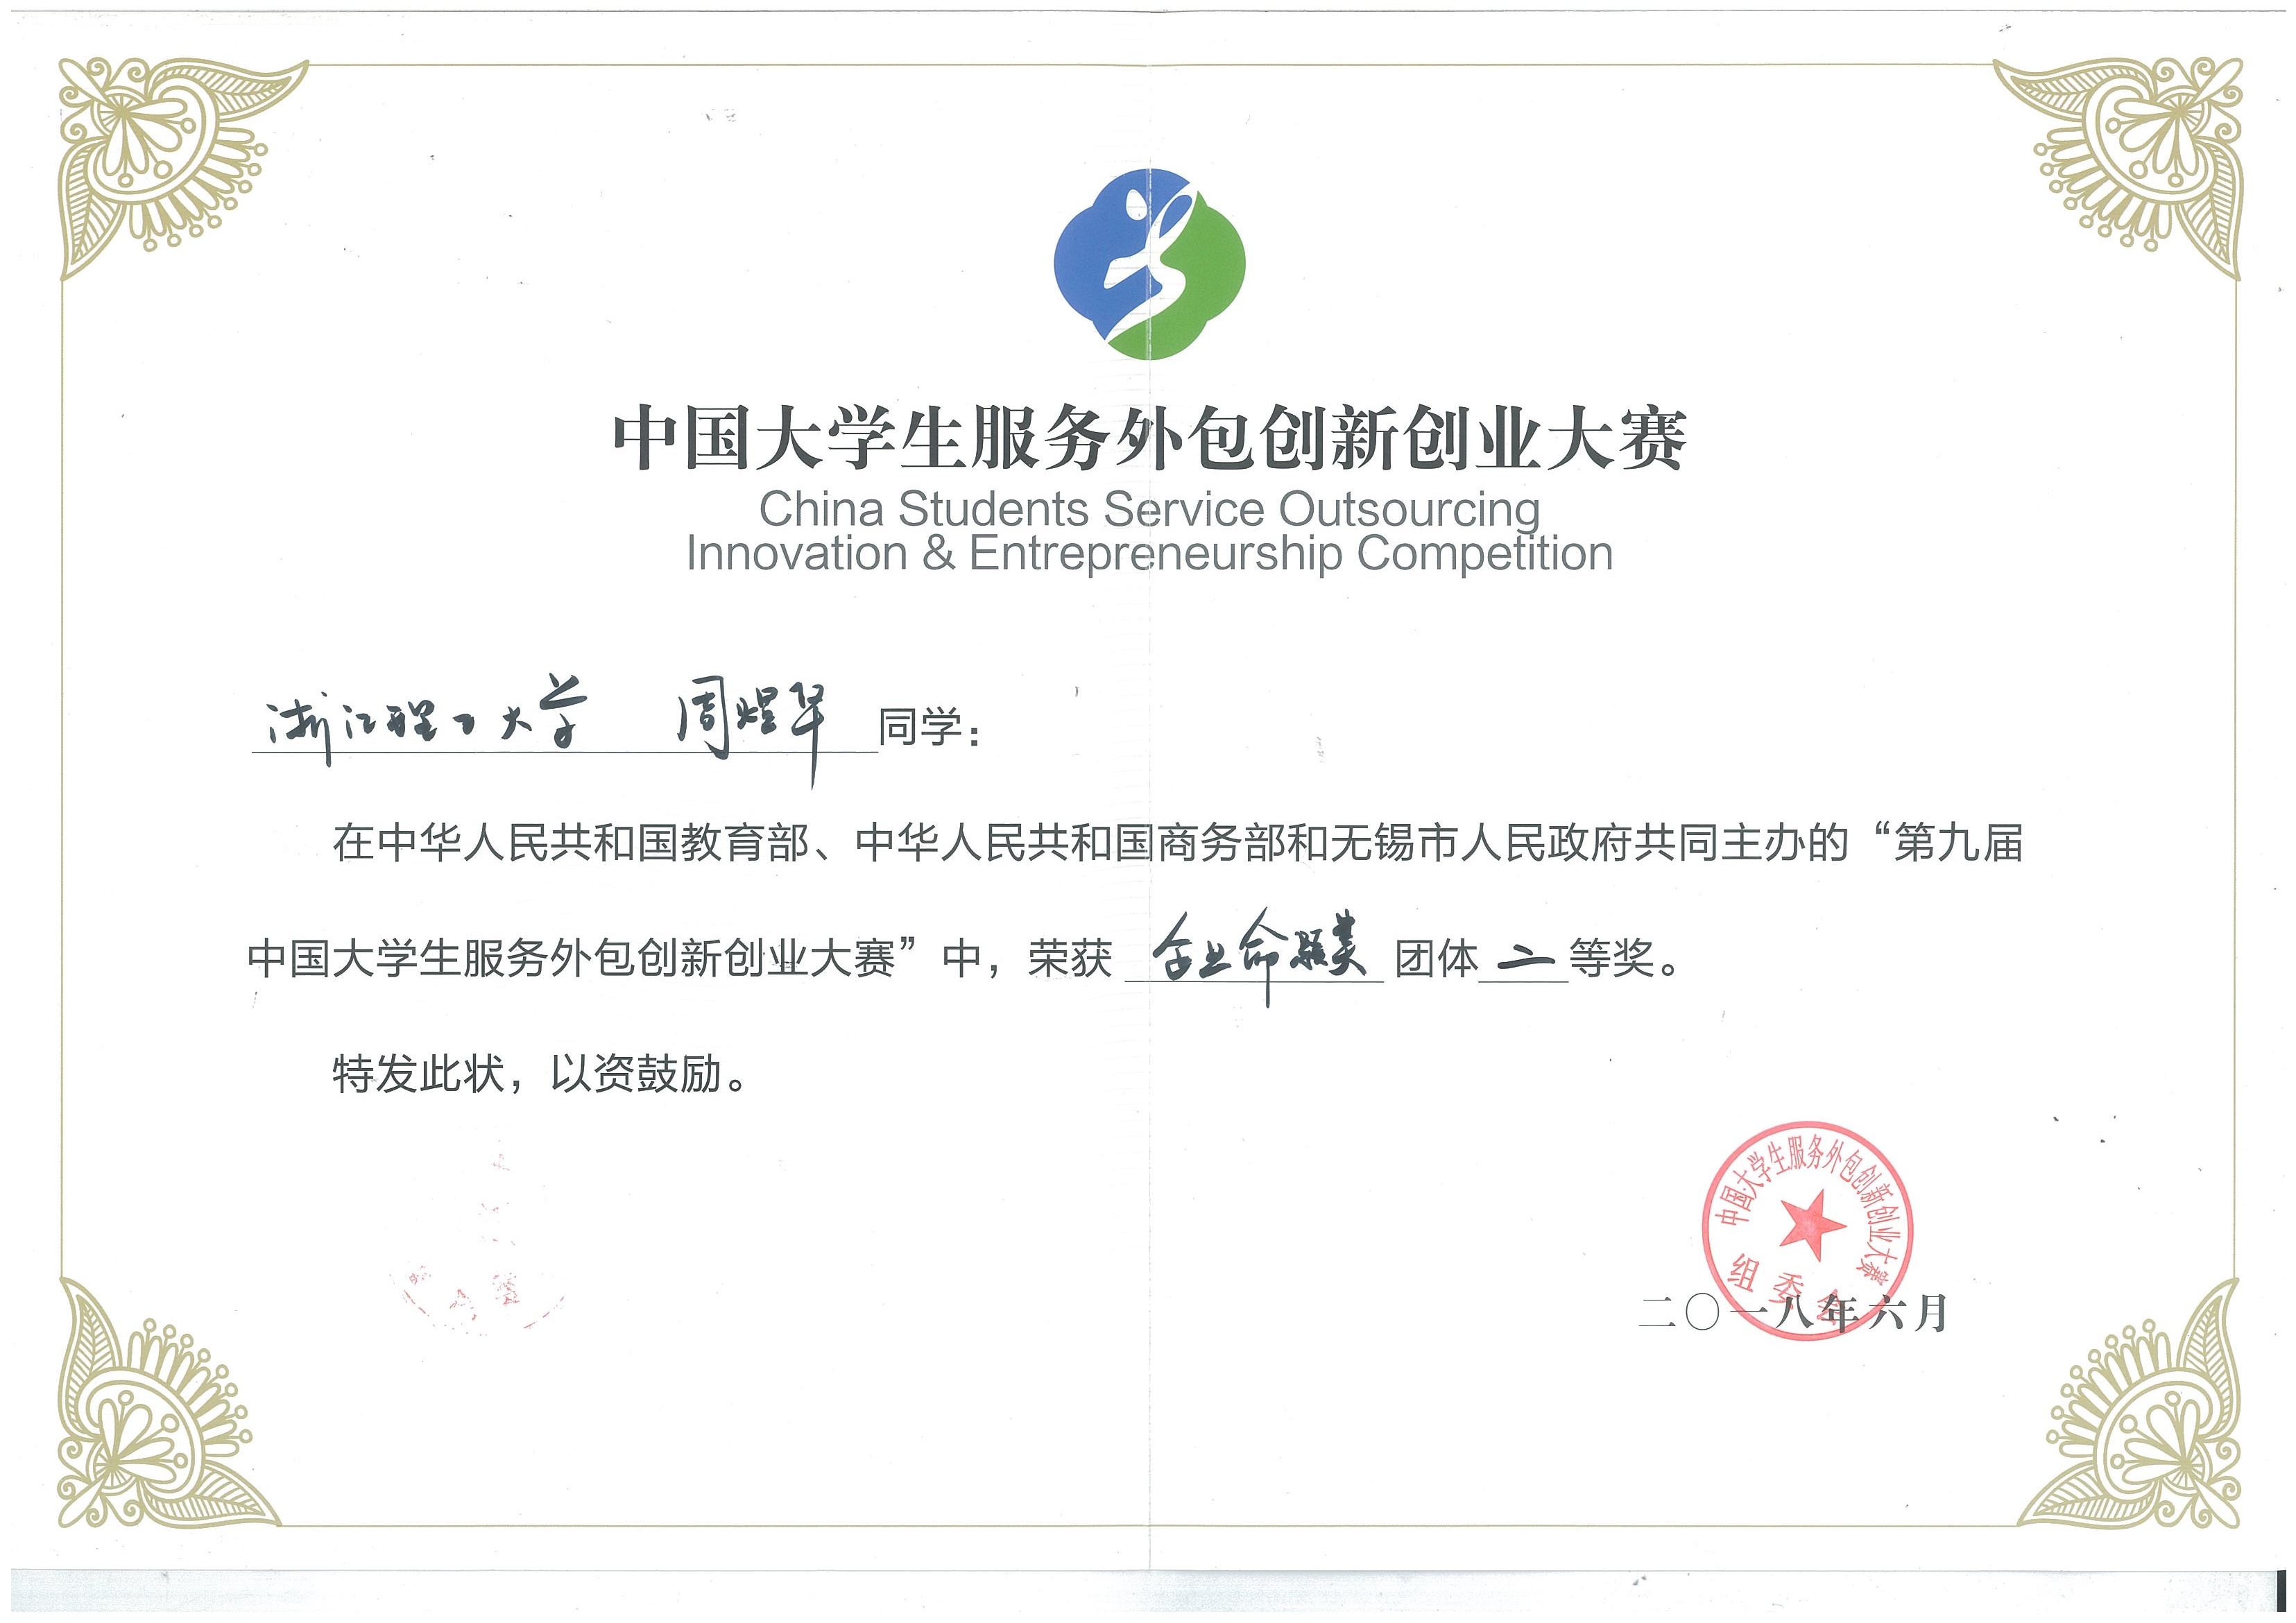 中国大学生服务外包创新创业大赛
China Students Service Outsourcing
Innovation & Entrepreneurship Competition
浙江理工大学 周煜华同学：
在中华人民共和国教育部、中华人民共和国商务部和无锡市人民政府共同主办的“第九届
中国大学生服务外包创新创业大赛”中，荣获 企业命题类 团体 二 等奖。
特发此状，以资鼓励。
中国大学生服务外包创新创业大赛
组委会
二〇一八年六月